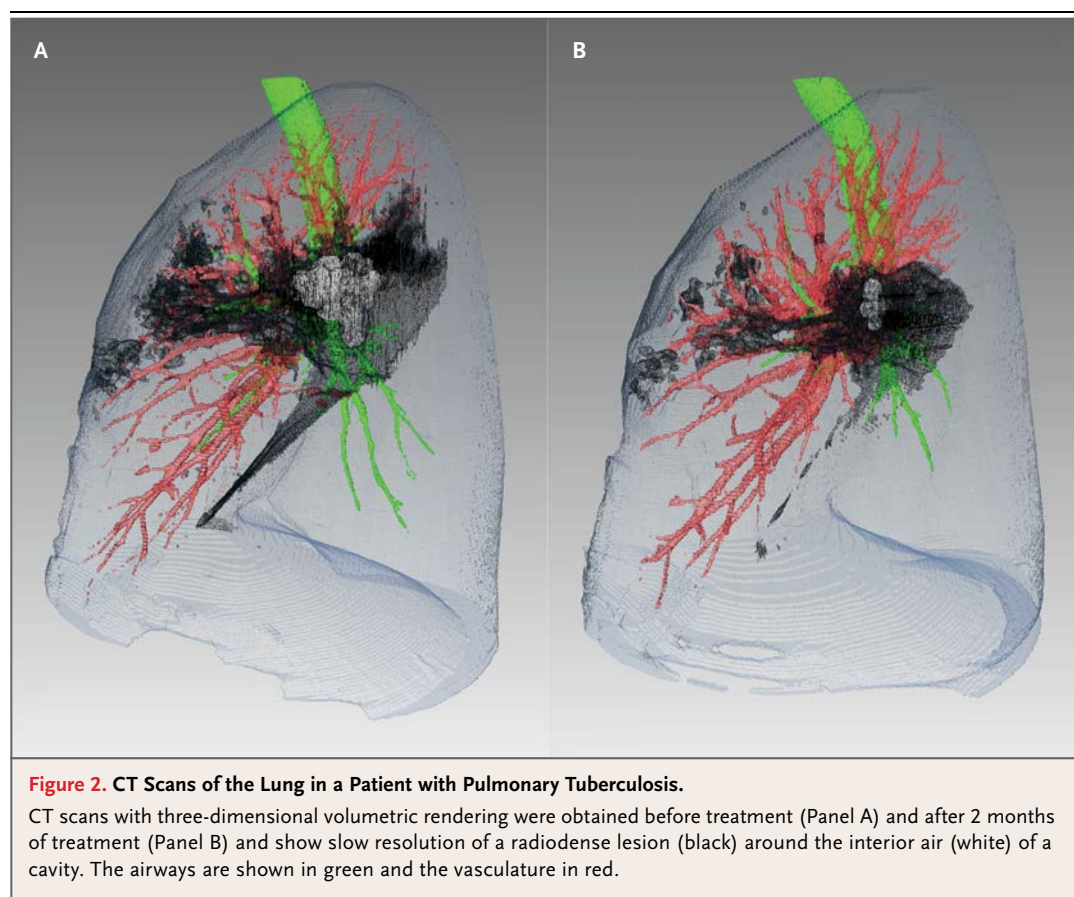 A
B
Figure 2. CT Scans of the Lung in a Patient with Pulmonary Tuberculosis.
CT scans with three-dimensional volumetric rendering were obtained before treatment (Panel A) and after 2 months
of treatment (Panel B) and show slow resolution of a radiodense lesion (black) around the interior air (white) of a
cavity. The airways are shown in green and the vasculature in red.